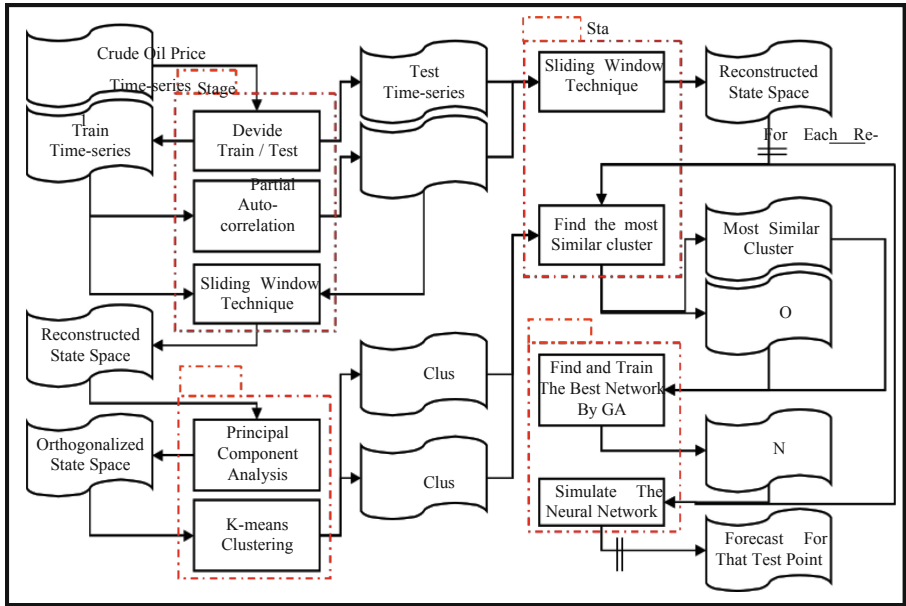 Crude Oil Price
Time-series
Stage
Train
Time-series
Devide
Train / Test
Partial
Auto-
correlation
Sliding Window
Technique
Reconstructed
State Space
Orthogonalized
State Space
Principal
Component
Analysis
K-means
Clustering
Test
Time-series
Clus
Clus
Sta
Sliding Window
Technique
Find the most
Similar cluster
Reconstructed
State Space
For Each Re-
Most Similar
Cluster
O
Find and Train
The Best Network
By GA
N
Simulate The
Neural Network
Forecast For
That Test Point